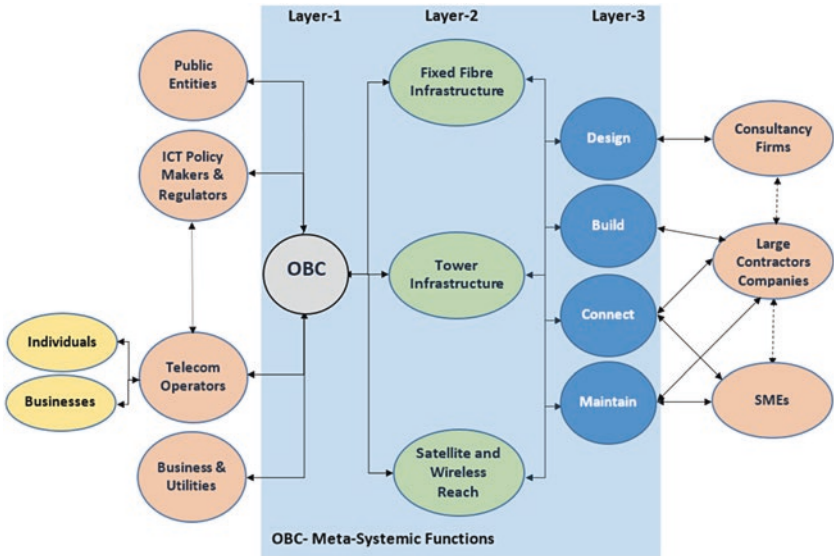 Layer-1
Layer-2
Layer-3
Public
Entities
ICT Policy
Makers &
Regulators
Telecom
Operators
Individuals
Businesses
Business &
Utilities
OBC
Fixed Fibre
Infrastructure
Tower
Infrastructure
Satellite and
Wireless
Reach
Design
Build
Connect
Maintain
Consultancy
Firms
Large
Contractors
Companies
SMEs
OBC- Meta-Systemic Functions